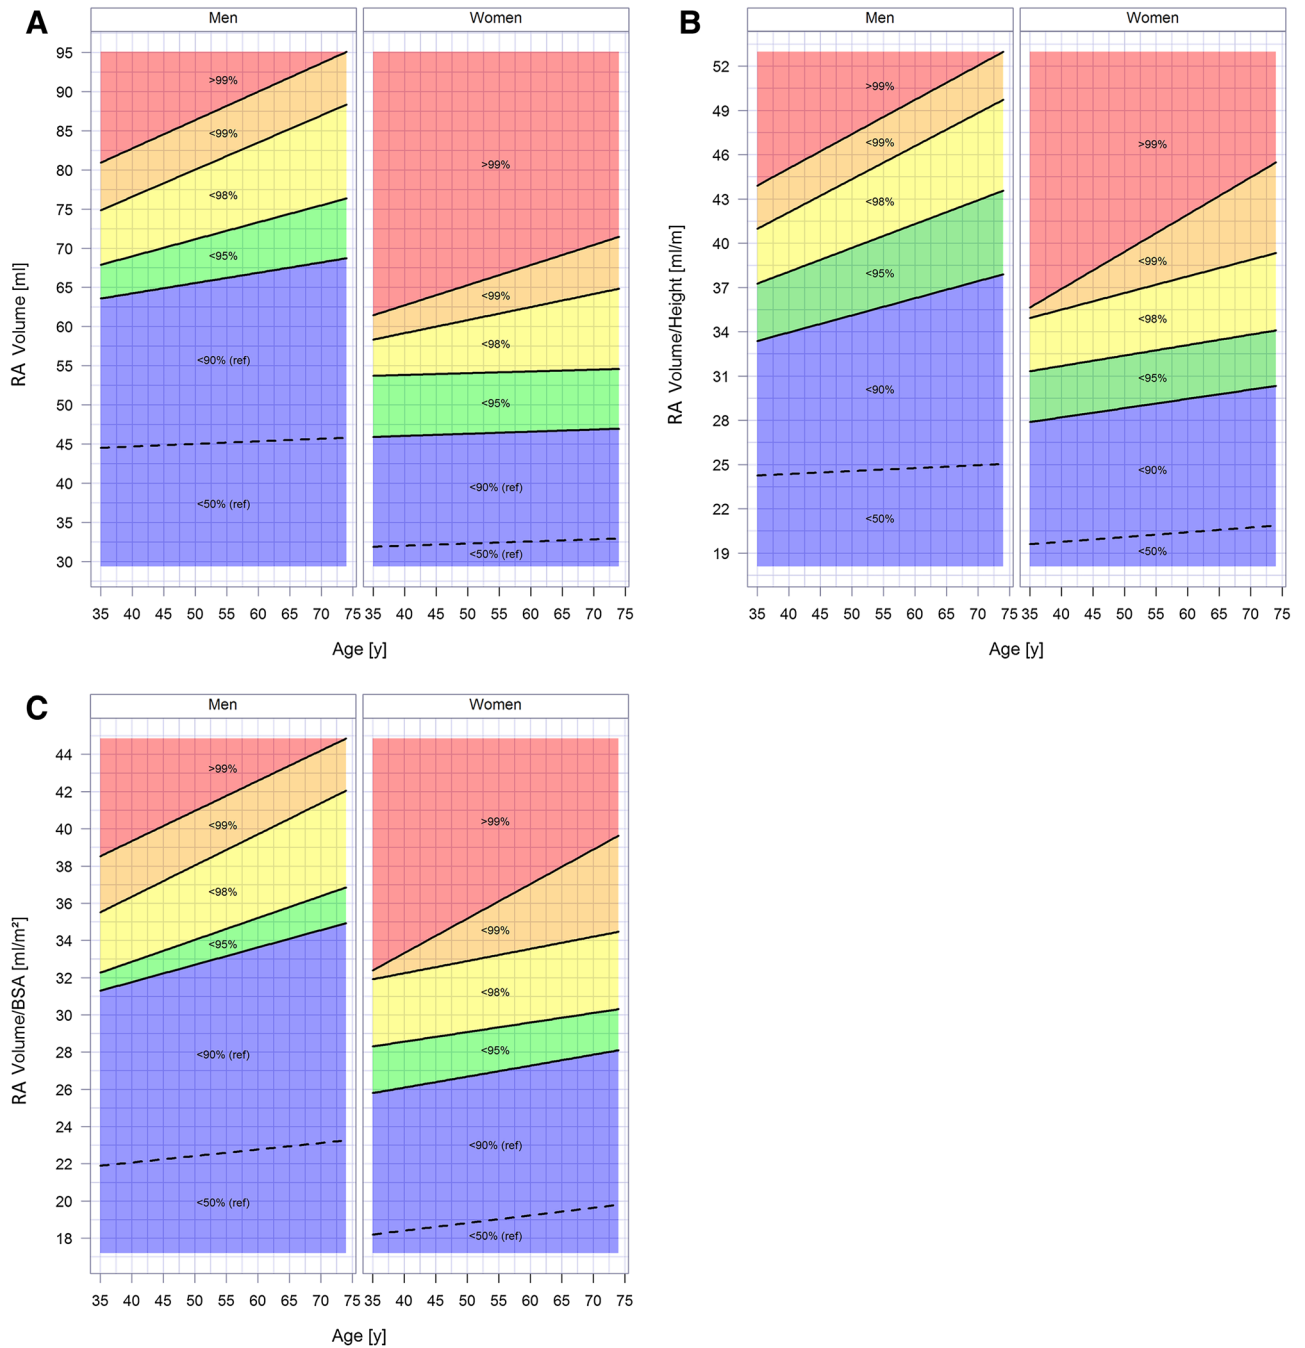 A
Men
Women
RA Volume [ml]
95
90
85
80
75
70
65
60
55
50
45
40
35
30
>99%
<99%
<98%
<95%
<90% (ref)
<50% (ref)
>99%
<99%
<98%
<95%
<90% (ref)
<50% (ref)
35 40 45 50 55 60 65 70 75
35 40 45 50 55 60 65 70 75
Age [y]
B
Men
Women
RA Volume/Height [ml/m]
52
49
46
43
40
37
34
31
28
25
22
19
>99%
<99%
<98%
<95%
<90%
<50%
>99%
<99%
<98%
<95%
<90%
<50%
35 40 45 50 55 60 65 70 75
35 40 45 50 55 60 65 70 75
Age [y]
C
Men
Women
RA Volume/BSA [ml/m²]
44
42
40
38
36
34
32
30
28
26
24
22
20
18
>99%
<99%
<98%
<95%
<90% (ref)
<50% (ref)
>99%
<99%
<98%
<95%
<90% (ref)
<50% (ref)
35 40 45 50 55 60 65 70 75
35 40 45 50 55 60 65 70 75
Age [y]